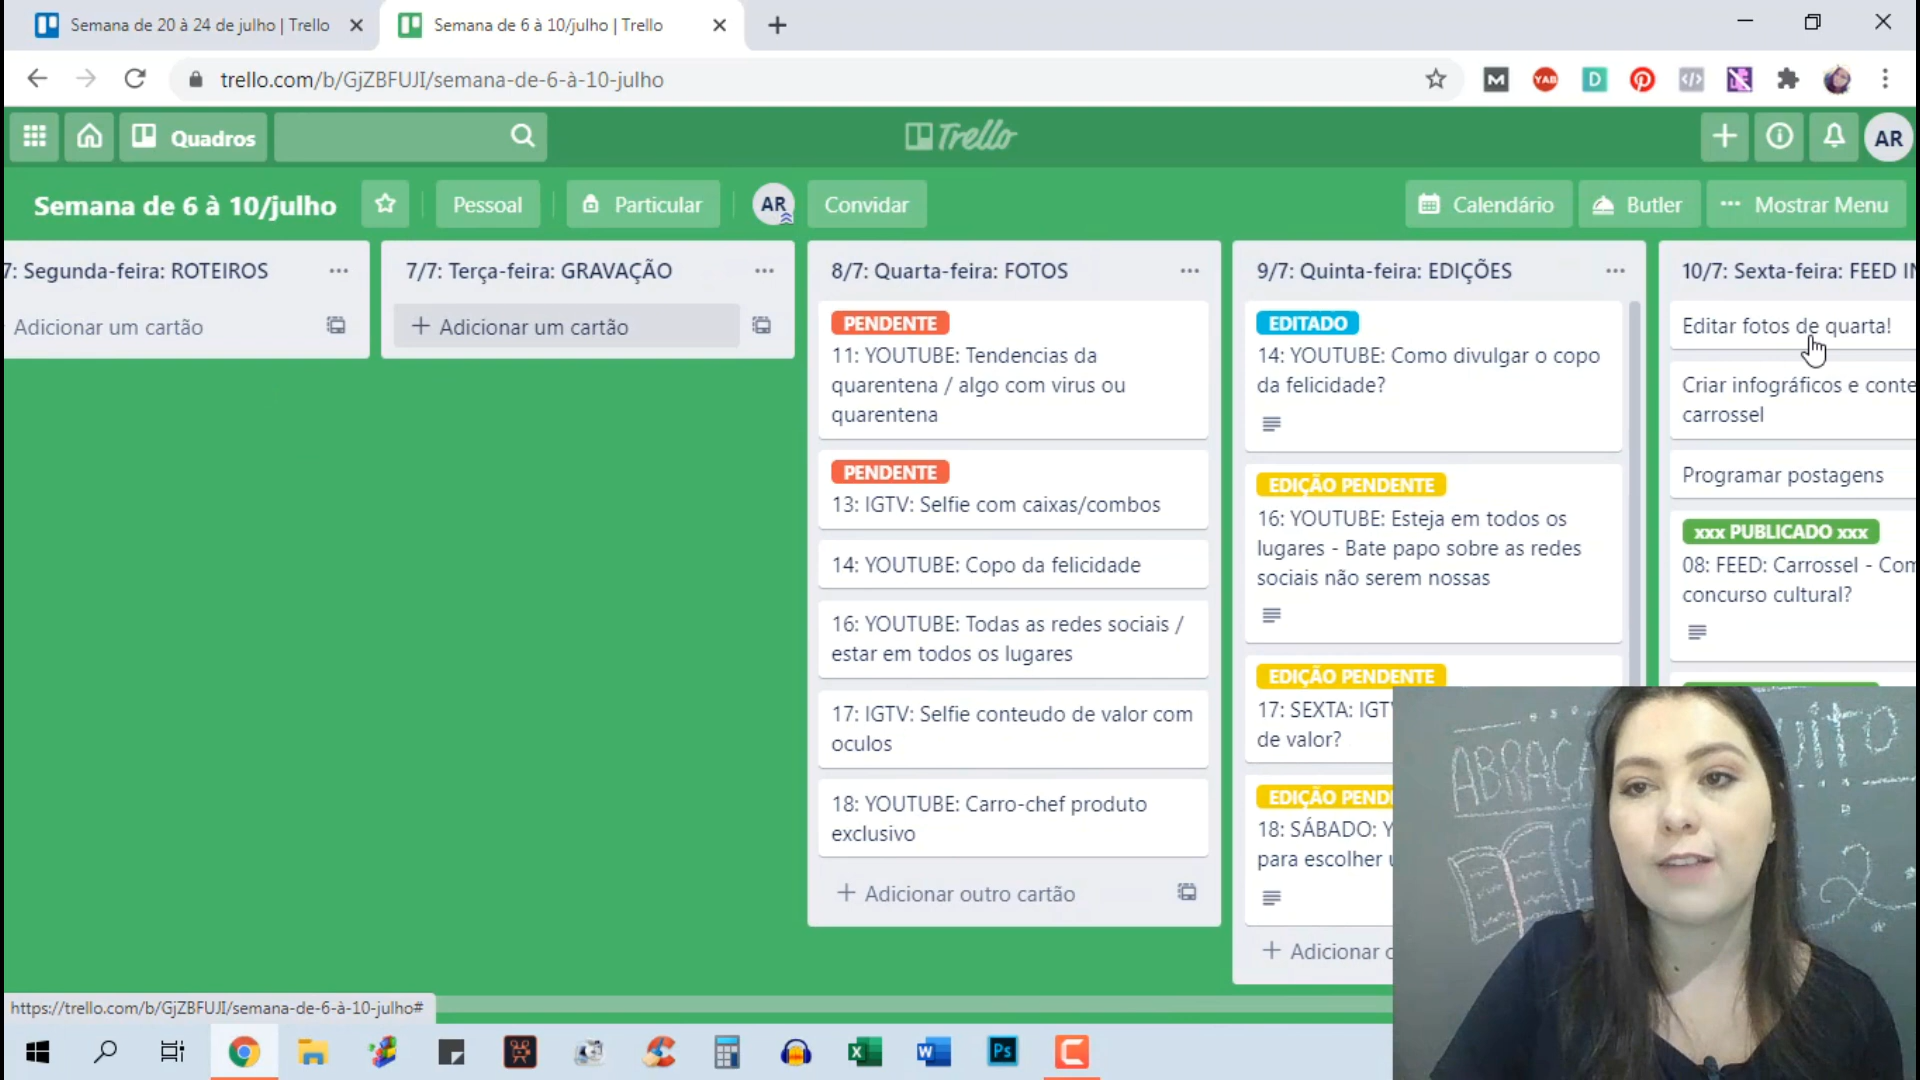 Semana de 20 à 24 de julho | Trello
Semana de 6 à 10/julho | Trello
trello.com/b/GjZBFUJI/semana-de-6-à-10-julho
M
YAB
D
Quadros
Trello
AR
Semana de 6 à 10/julho
Pessoal
Particular
AR
Convidar
Calendário
Butler
Mostrar Menu
7: Segunda-feira: ROTEIROS
Adicionar um cartão
7/7: Terça-feira: GRAVAÇÃO
Adicionar um cartão
8/7: Quarta-feira: FOTOS
PENDENTE
11: YOUTUBE: Tendencias da
quarentena / algo com virus ou
quarentena
PENDENTE
13: IGTV: Selfie com caixas/combos
14: YOUTUBE: Copo da felicidade
16: YOUTUBE: Todas as redes sociais /
estar em todos os lugares
17: IGTV: Selfie conteudo de valor com
oculos
18: YOUTUBE: Carro-chef produto
exclusivo
Adicionar outro cartão
9/7: Quinta-feira: EDIÇÕES
EDITADO
14: YOUTUBE: Como divulgar o copo
da felicidade?
EDIÇÃO PENDENTE
16: YOUTUBE: Esteja em todos os
lugares - Bate papo sobre as redes
sociais não serem nossas
EDIÇÃO PENDENTE
17: SEXTA: IGT
de valor?
EDIÇÃO PEND
18: SÁBADO: Y
para escolher
Adicionar
10/7: Sexta-feira: FEED IN
Editar fotos de quarta!
Criar infográficos e conte
carrossel
Programar postagens
xxx PUBLICADO xxx
08: FEED: Carrossel - Com
concurso cultural?
ABRAÇA
uito
https://trello.com/b/GjZBFUJI/semana-de-6-à-10-julho#
Ps